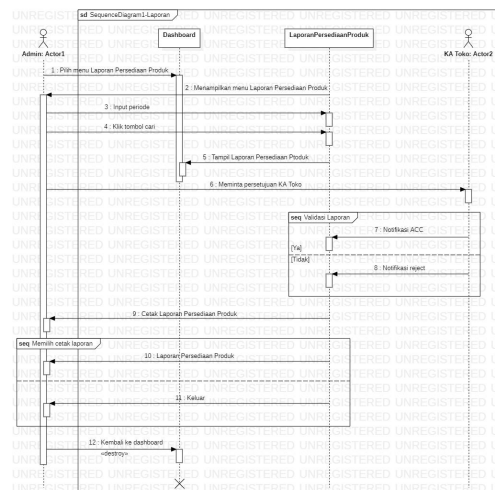 sd SequenceDiagram1-Laporan
Dashboard
LaporanPersediaanProduk
Admin: Actor1
KA Toko: Actor2
1 : Pilih menu Laporan Persediaan Produk
2 : Menampilkan menu Laporan Persediaan Produk
3 : Input periode
4 : Klik tombol cari
5 : Tampil Laporan Persediaan Ptoduk
6 : Meminta persetujuan KA Toko
seq Validasi Laporan
7 : Notifikasi ACC
[Ya]
[Tidak]
8 : Notifikasi reject
9 : Cetak Laporan Persediaan Produk
seq Memilih cetak laporan
10 : Laporan Persediaan Produk
11 : Keluar
12 : Kembali ke dashboard
«destroy»
UNREGISTERED